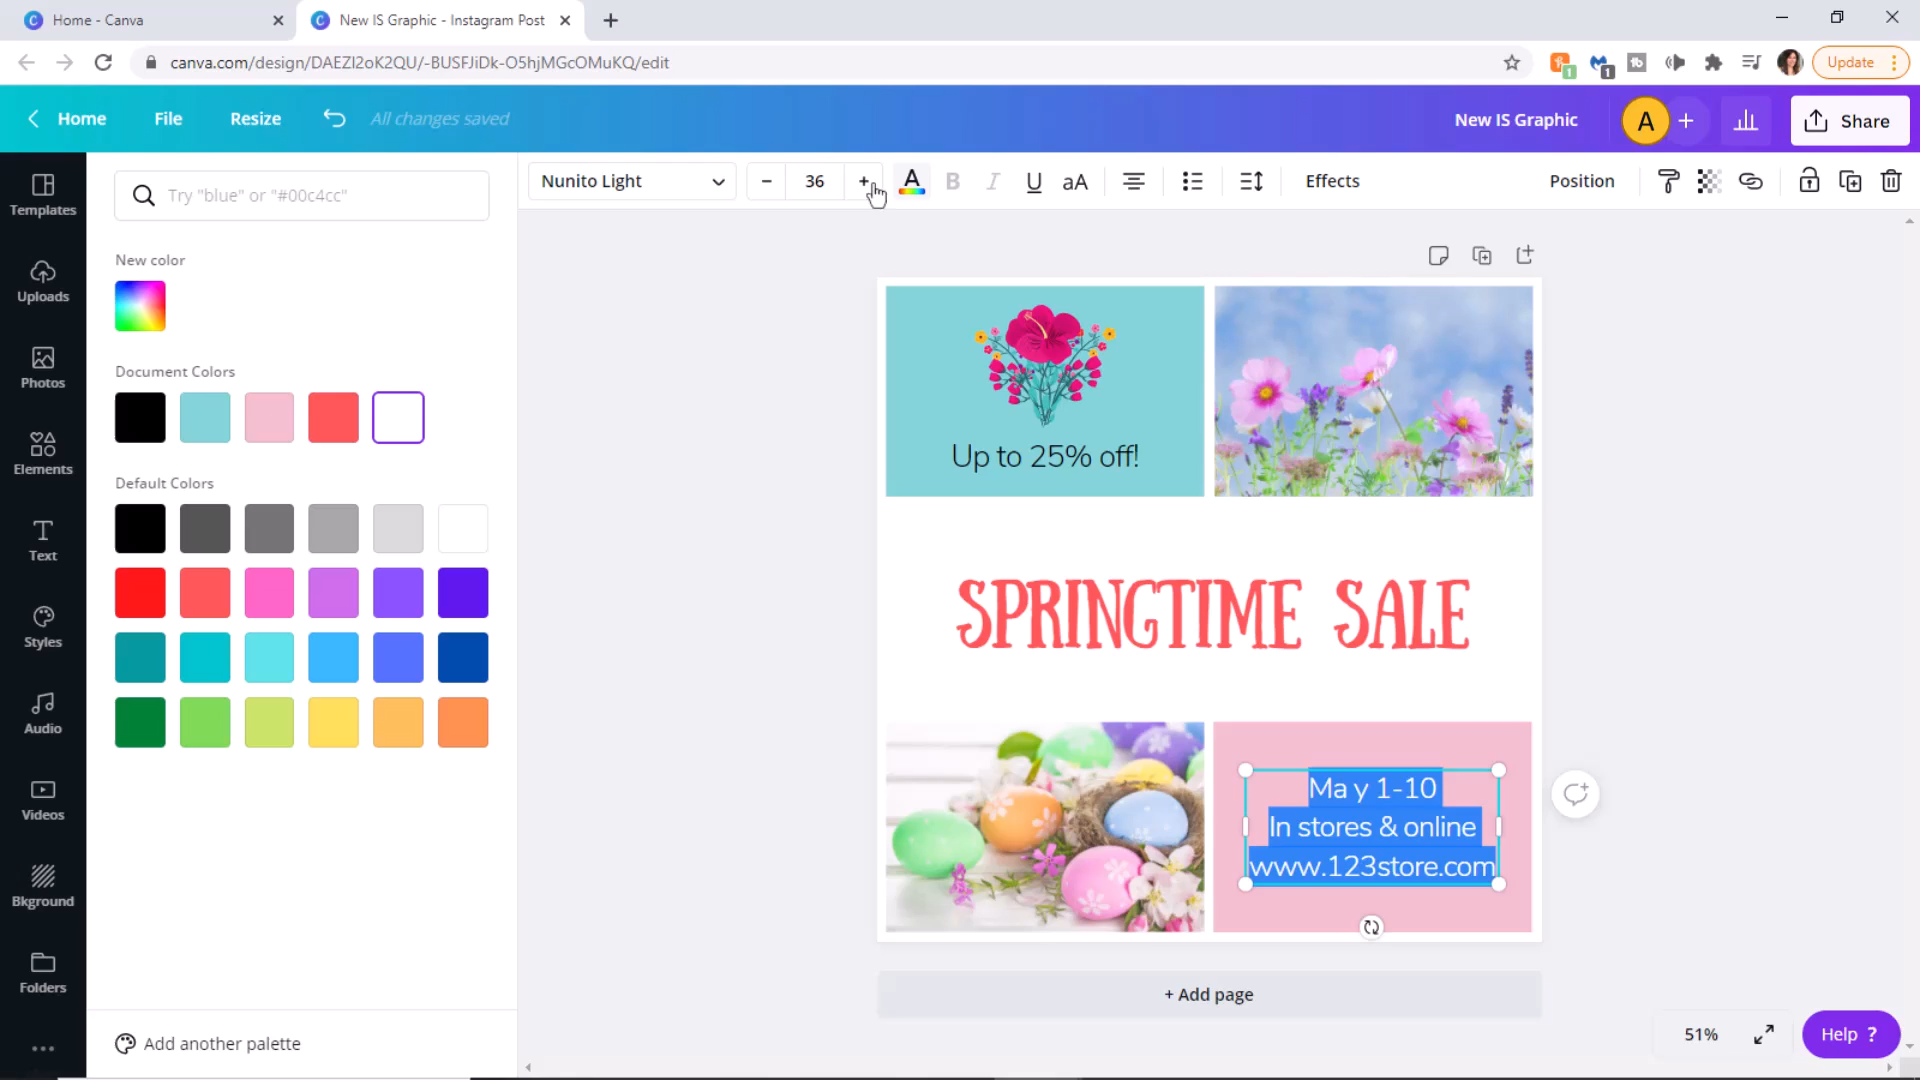 Home - Canva
New IS Graphic - Instagram Post
canva.com/design/DAEZI2oK2QU/-BUSFJiDk-O5hjMGcOMuKQ/edit
1
1
Update
Home
File
Resize
All changes saved
New IS Graphic
A
Share
Templates
Uploads
Photos
Elements
Text
Styles
Audio
Videos
Bkground
Folders
Try "blue" or "#00c4cc"
New color
Document Colors
Default Colors
Add another palette
Nunito Light
36
A
B
I
U
aA
Effects
Position
Up to 25% off!
SPRINGTIME SALE
Ma y 1-10
In stores & online
www.123store.com
+ Add page
51%
Help ?